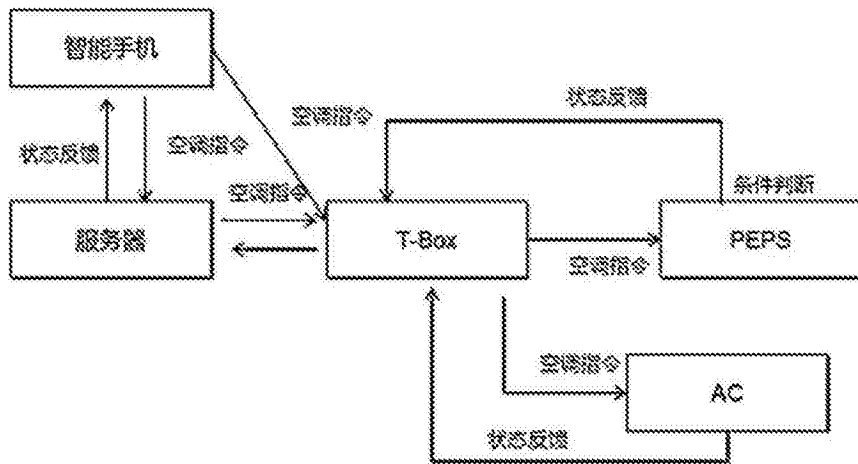 智能手机
空调指令
状态反馈
状态反馈
空调指令
空调指令
条件判断
服务器
T-Box
PEPS
空调指令
空调指令
AC
状态反馈